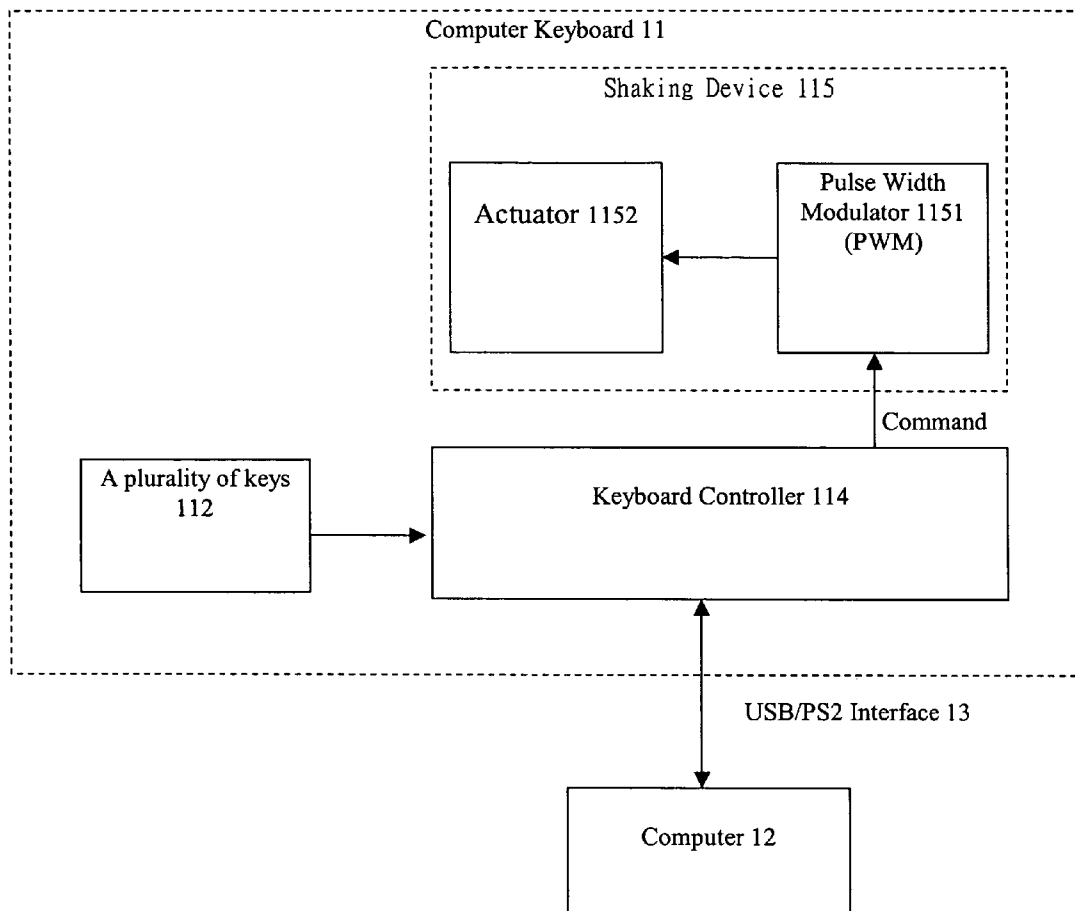 Computer Keyboard 11
Shaking Device 115
Actuator 1152
Pulse Width
Modulator 1151
(PWM)
Command
A plurality of keys
112
Keyboard Controller 114
USB/PS2 Interface 13
Computer 12